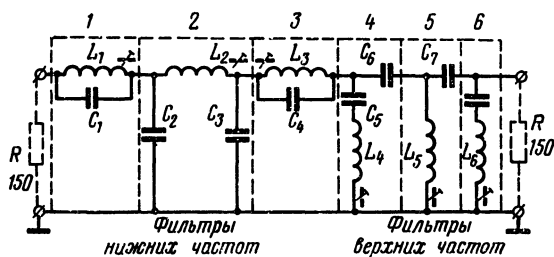 1 2 3 4 5 6
L1 L2 L3 C6 C7
C1 C2 C3 C4 C5
R 150 L4 L5 L6 R 150
Фильтры нижних частот
Фильтры верхних частот